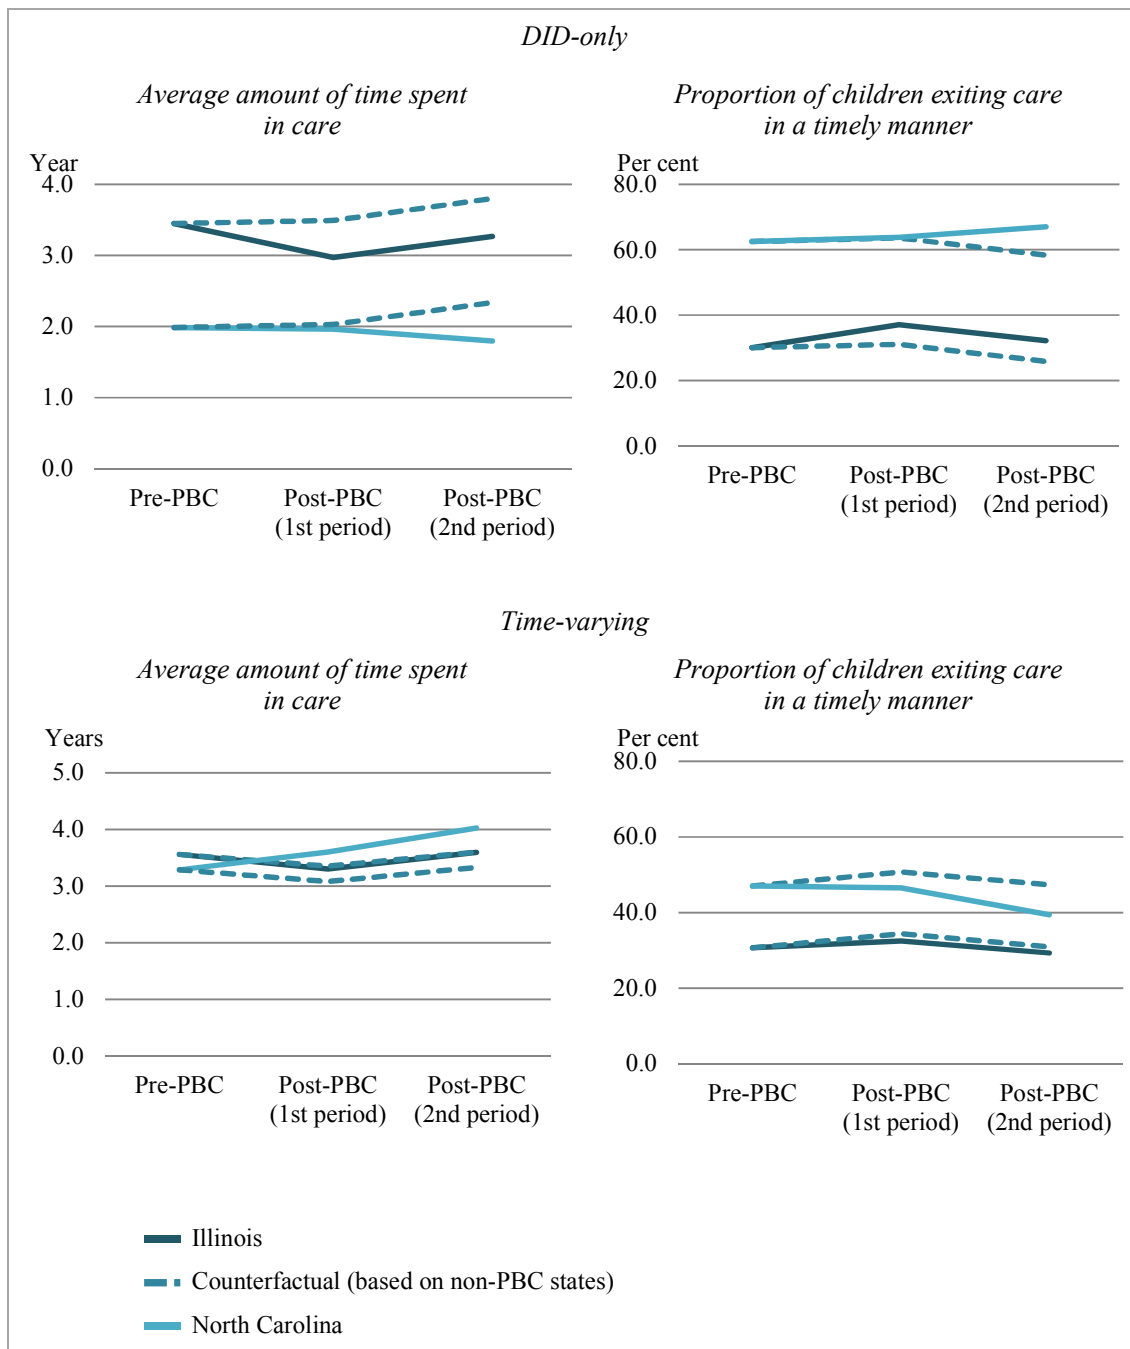 DID-only
Average amount of time spent
in care
Year
4.0
3.0
2.0
1.0
0.0
Pre-PBC
Post-PBC
(1st period)
Post-PBC
(2nd period)
Proportion of children exiting care
in a timely manner
Per cent
80.0
60.0
40.0
20.0
0.0
Pre-PBC
Post-PBC
(1st period)
Post-PBC
(2nd period)
Time-varying
Average amount of time spent
in care
Years
5.0
4.0
3.0
2.0
1.0
0.0
Pre-PBC
Post-PBC
(1st period)
Post-PBC
(2nd period)
Proportion of children exiting care
in a timely manner
Per cent
80.0
60.0
40.0
20.0
0.0
Pre-PBC
Post-PBC
(1st period)
Post-PBC
(2nd period)
Illinois
Counterfactual (based on non-PBC states)
North Carolina